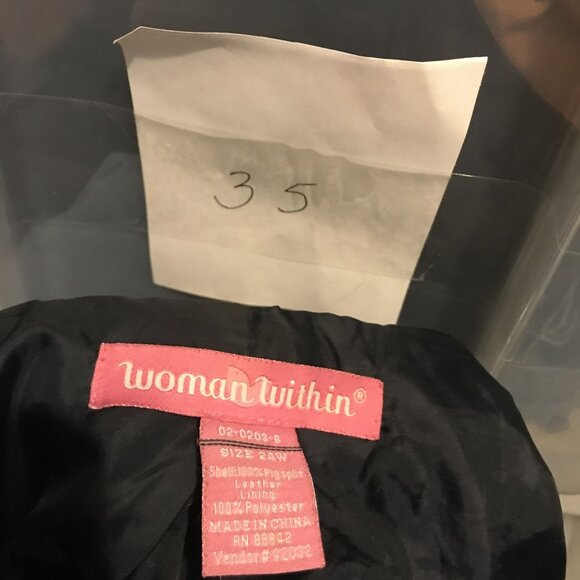 35
woman within®
02-0203-6
SIZE 24W
Shell:100% Pigsplit
Leather
Lining:
100% Polyester
MADE IN CHINA
RN 88842
Vendor #